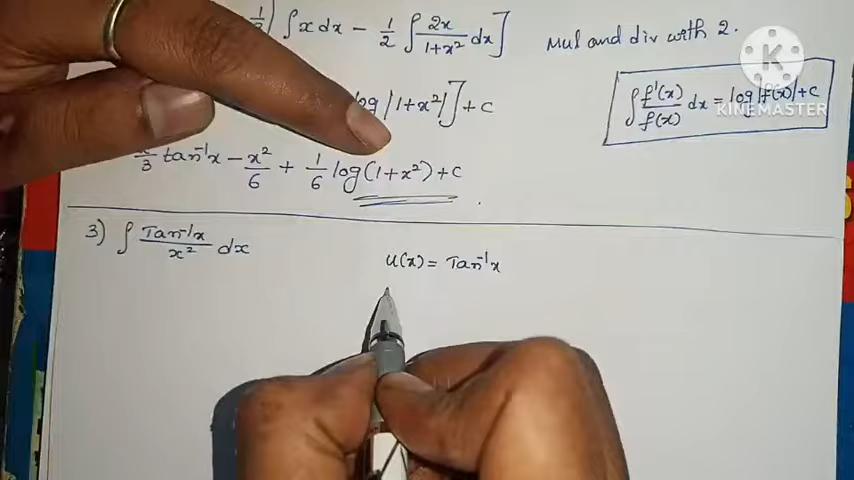 ∫ x dx − 1/2 ∫ 2x/(1+x²) dx ]
Mul and div with 2.
log |1+x²| ] + c
∫ f'(x)/f(x) dx = log|f(x)| + c
K
KINEMASTER
/3 tan⁻¹x − x²/6 + 1/6 log(1+x²) + c
3) ∫ Tan⁻¹x/x² dx
u(x) = Tan⁻¹x